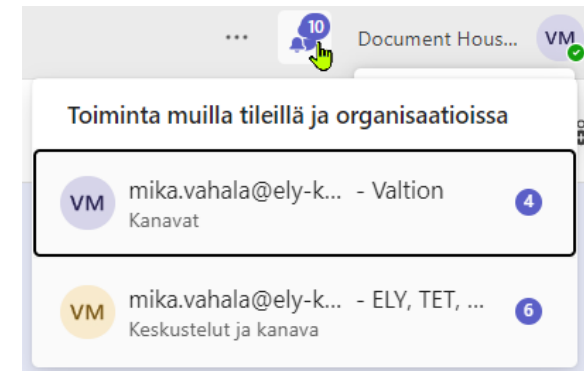 ... 10 Document Hous... VM
Toiminta muilla tileillä ja organisaatioissa
VM mika.vahala@ely-k... - Valtion 4
Kanavat
VM mika.vahala@ely-k... - ELY, TET, ... 6
Keskustelut ja kanava